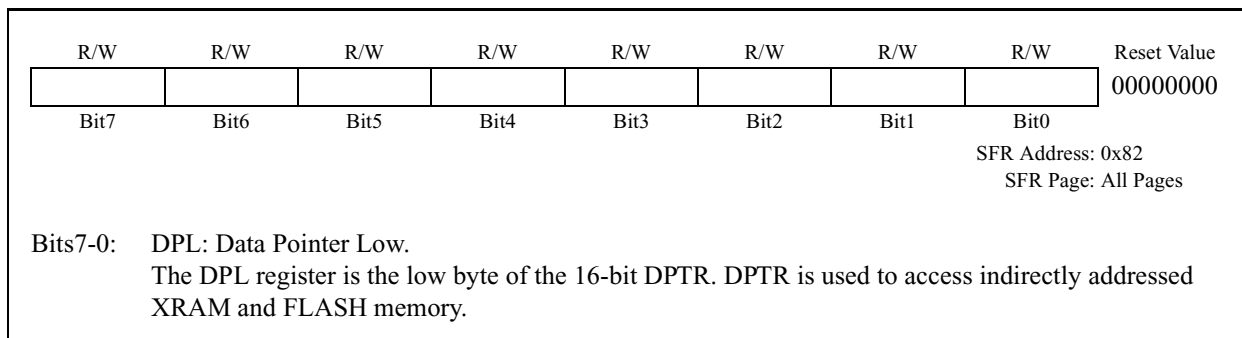 R/W R/W R/W R/W R/W R/W R/W R/W Reset Value
00000000
Bit7 Bit6 Bit5 Bit4 Bit3 Bit2 Bit1 Bit0
SFR Address: 0x82
SFR Page: All Pages
Bits7-0: DPL: Data Pointer Low.
The DPL register is the low byte of the 16-bit DPTR. DPTR is used to access indirectly addressed
XRAM and FLASH memory.